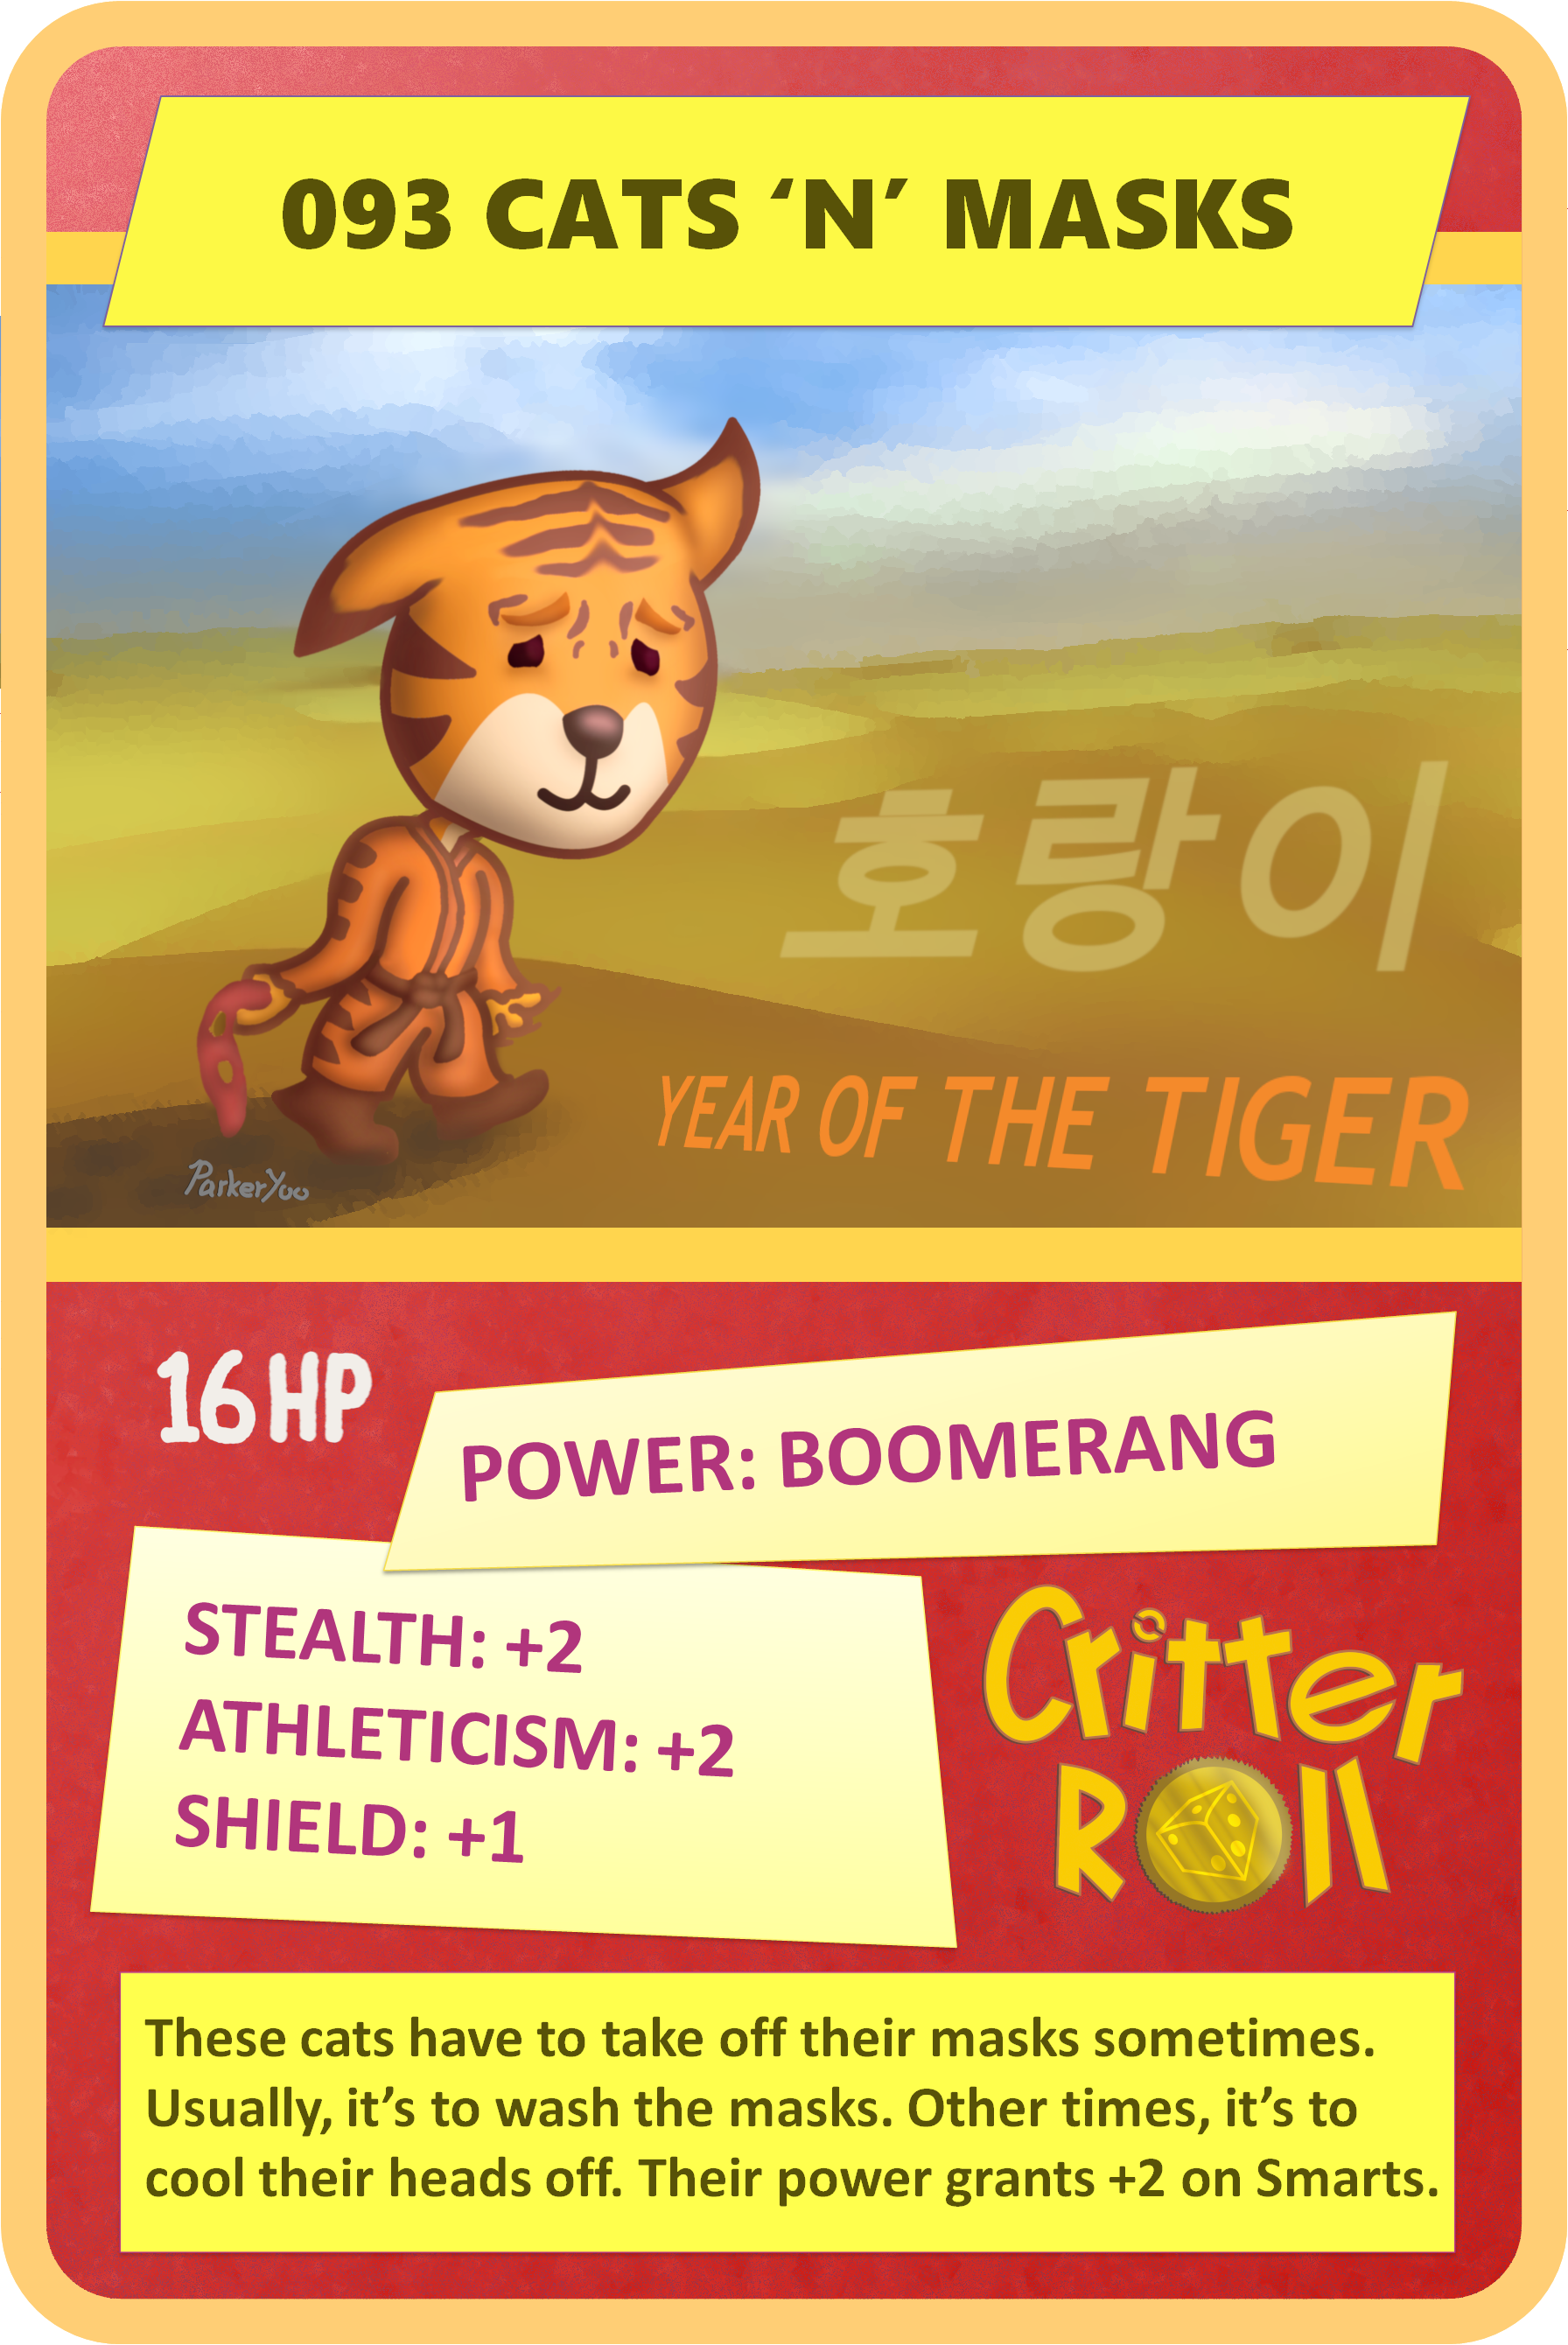 093 CATS ‘N’ MASKS
호랑이
YEAR OF THE TIGER
ParkerYoo
16 HP
POWER: BOOMERANG
STEALTH: +2
ATHLETICISM: +2
SHIELD: +1
Critter
Roll
These cats have to take off their masks sometimes.
Usually, it’s to wash the masks. Other times, it’s to
cool their heads off. Their power grants +2 on Smarts.